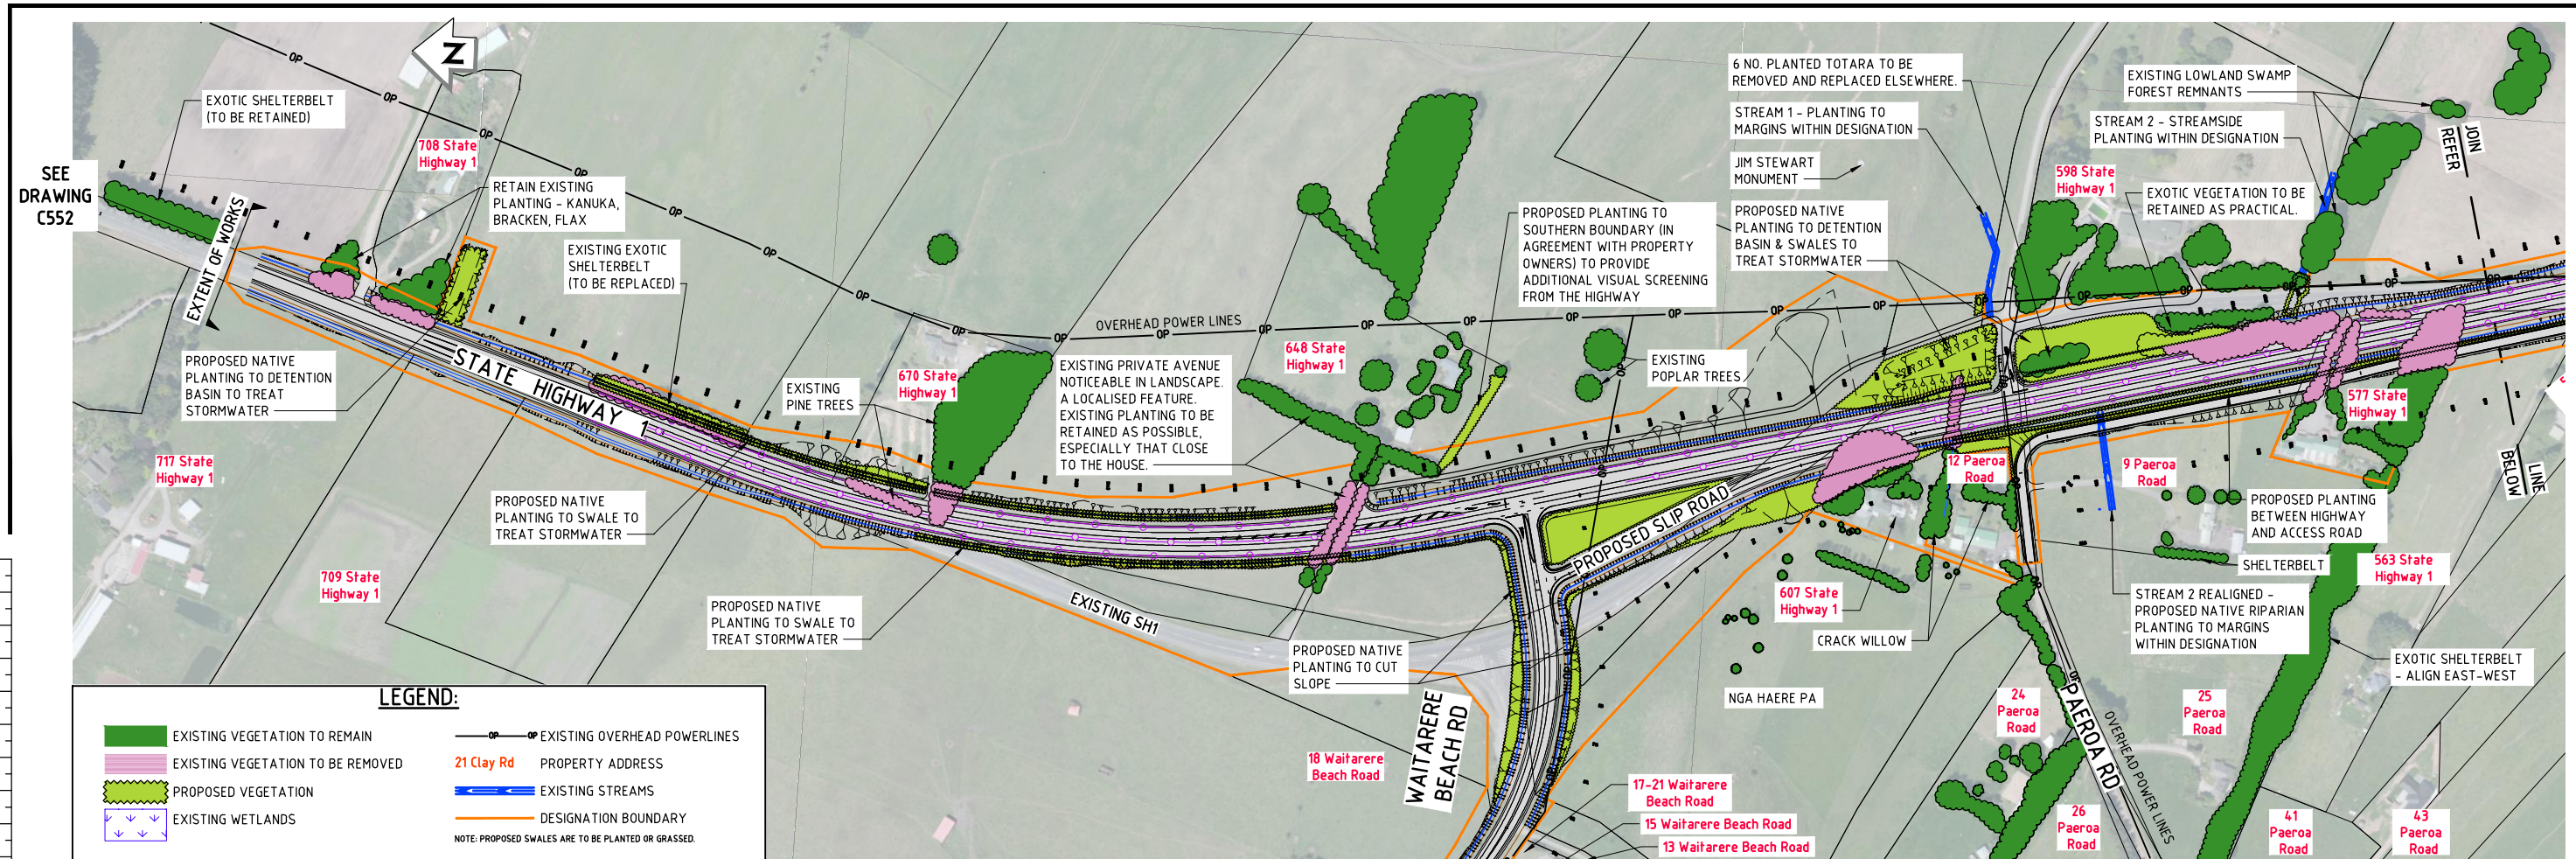 SEE
DRAWING
C552
EXOTIC SHELTERBELT
(TO BE RETAINED)
EXTENT OF WORKS
Z
708 State
Highway 1
RETAIN EXISTING
PLANTING - KANUKA,
BRACKEN, FLAX
EXISTING EXOTIC
SHELTERBELT
(TO BE REPLACED)
PROPOSED NATIVE
PLANTING TO DETENTION
BASIN TO TREAT
STORMWATER
717 State
Highway 1
709 State
Highway 1
STATE HIGHWAY 1
PROPOSED NATIVE
PLANTING TO SWALE TO
TREAT STORMWATER
PROPOSED NATIVE
PLANTING TO SWALE TO
TREAT STORMWATER
EXISTING
PINE TREES
670 State
Highway 1
OVERHEAD POWER LINES
EXISTING PRIVATE AVENUE
NOTICEABLE IN LANDSCAPE.
A LOCALISED FEATURE.
EXISTING PLANTING TO BE
RETAINED AS POSSIBLE,
ESPECIALLY THAT CLOSE
TO THE HOUSE.
648 State
Highway 1
EXISTING SH1
PROPOSED PLANTING TO
SOUTHERN BOUNDARY (IN
AGREEMENT WITH PROPERTY
OWNERS) TO PROVIDE
ADDITIONAL VISUAL SCREENING
FROM THE HIGHWAY
EXISTING
POPLAR TREES
6 NO. PLANTED TOTARA TO BE
REMOVED AND REPLACED ELSEWHERE.
STREAM 1 - PLANTING TO
MARGINS WITHIN DESIGNATION
JIM STEWART
MONUMENT
PROPOSED NATIVE
PLANTING TO DETENTION
BASIN & SWALES TO
TREAT STORMWATER
EXISTING LOWLAND SWAMP
FOREST REMNANTS
STREAM 2 - STREAMSIDE
PLANTING WITHIN DESIGNATION
598 State
Highway 1
EXOTIC VEGETATION TO BE
RETAINED AS PRACTICAL.
JOIN
REFER
LINE
BELOW
577 State
Highway 1
PROPOSED SLIP ROAD
12 Paeroa
Road
9 Paeroa
Road
PROPOSED PLANTING
BETWEEN HIGHWAY
AND ACCESS ROAD
SHELTERBELT
563 State
Highway 1
607 State
Highway 1
CRACK WILLOW
STREAM 2 REALIGNED -
PROPOSED NATIVE RIPARIAN
PLANTING TO MARGINS
WITHIN DESIGNATION
EXOTIC SHELTERBELT
- ALIGN EAST-WEST
PROPOSED NATIVE
PLANTING TO CUT
SLOPE
NGA HAERE PA
WAITARERE
BEACH RD
18 Waitarere
Beach Road
17-21 Waitarere
Beach Road
15 Waitarere Beach Road
13 Waitarere Beach Road
24
Paeroa
Road
25
Paeroa
Road
PAEROA RD
OVERHEAD POWER LINES
26
Paeroa
Road
41
Paeroa
Road
43
Paeroa
Road
LEGEND:
EXISTING VEGETATION TO REMAIN
EXISTING VEGETATION TO BE REMOVED
PROPOSED VEGETATION
EXISTING WETLANDS
OP OP EXISTING OVERHEAD POWERLINES
21 Clay Rd PROPERTY ADDRESS
EXISTING STREAMS
DESIGNATION BOUNDARY
NOTE: PROPOSED SWALES ARE TO BE PLANTED OR GRASSED.